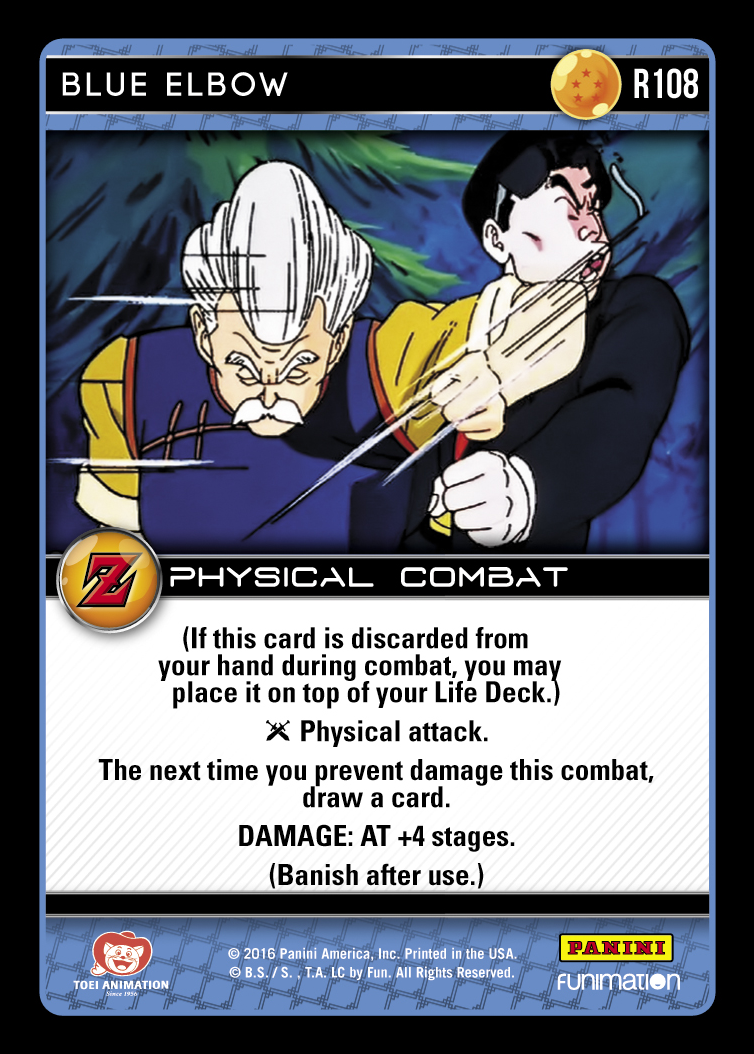 BLUE ELBOW
R108
Z
PHYSICAL COMBAT
(If this card is discarded from
your hand during combat, you may
place it on top of your Life Deck.)
Physical attack.
The next time you prevent damage this combat,
draw a card.
DAMAGE: AT +4 stages.
(Banish after use.)
TOEI ANIMATION
Since 1956
© 2016 Panini America, Inc. Printed in the USA.
© B.S. / S. , T.A. LC by Fun. All Rights Reserved.
PANINI
FUNIMATION